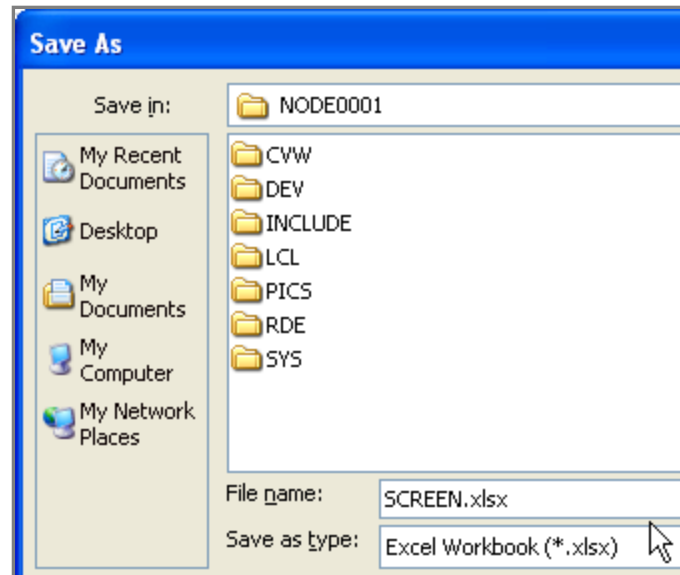 Save As
Save in:
NODE0001
My Recent
Documents
Desktop
My
Documents
My
Computer
My Network
Places
CVW
DEV
INCLUDE
LCL
PICS
RDE
SYS
File name:
SCREEN.xlsx
Save as type:
Excel Workbook (*.xlsx)